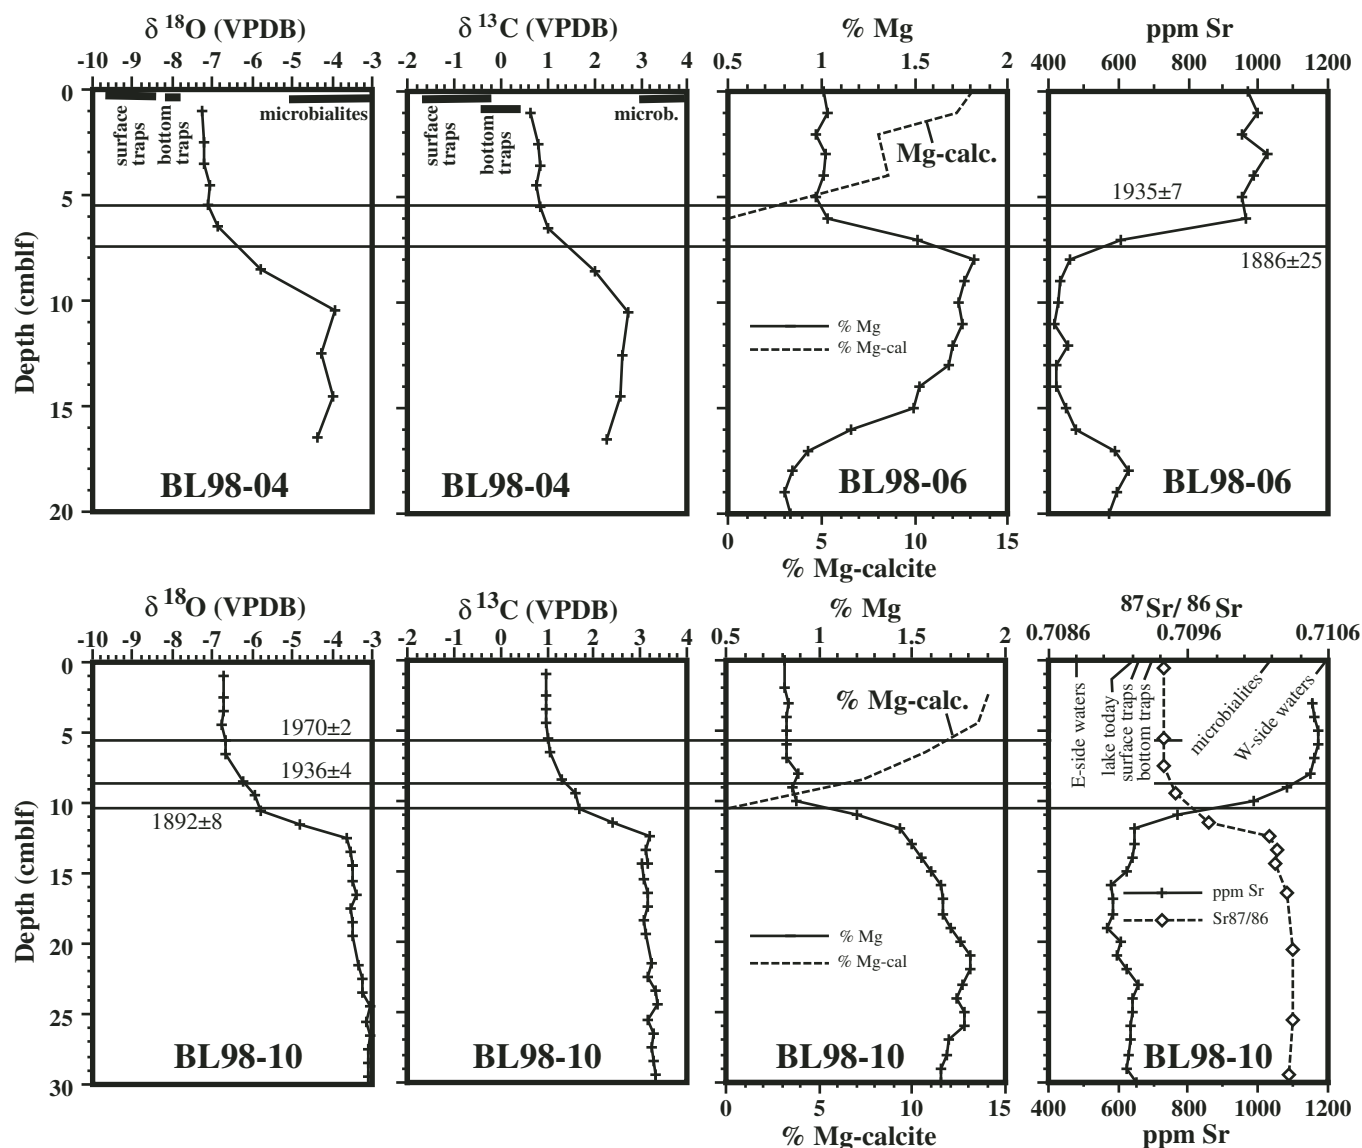 δ 18O (VPDB)
δ 13C (VPDB)
% Mg
ppm Sr
-10 -9 -8 -7 -6 -5 -4 -3
-2 -1 0 1 2 3 4
0.5 1 1.5 2
400 600 800 1000 1200
0
5
10
15
20
Depth (cmblf)
surface traps
bottom traps
microbialites
surface traps
bottom traps
microb.
Mg-calc.
1935±7
1886±25
% Mg
% Mg-cal
BL98-04
BL98-04
BL98-06
BL98-06
0 5 10 15
% Mg-calcite
δ 18O (VPDB)
δ 13C (VPDB)
% Mg
87Sr/ 86 Sr
-10 -9 -8 -7 -6 -5 -4 -3
-2 -1 0 1 2 3 4
0.5 1 1.5 2
0.7086 0.7096 0.7106
0
5
10
15
20
25
30
Depth (cmblf)
1970±2
1936±4
1892±8
% Mg-calc.
E-side waters
lake today
surface traps
bottom traps
microbialites
W-side waters
ppm Sr
Sr87/86
% Mg
% Mg-cal
BL98-10
BL98-10
BL98-10
BL98-10
0 5 10 15
% Mg-calcite
400 600 800 1000 1200
ppm Sr